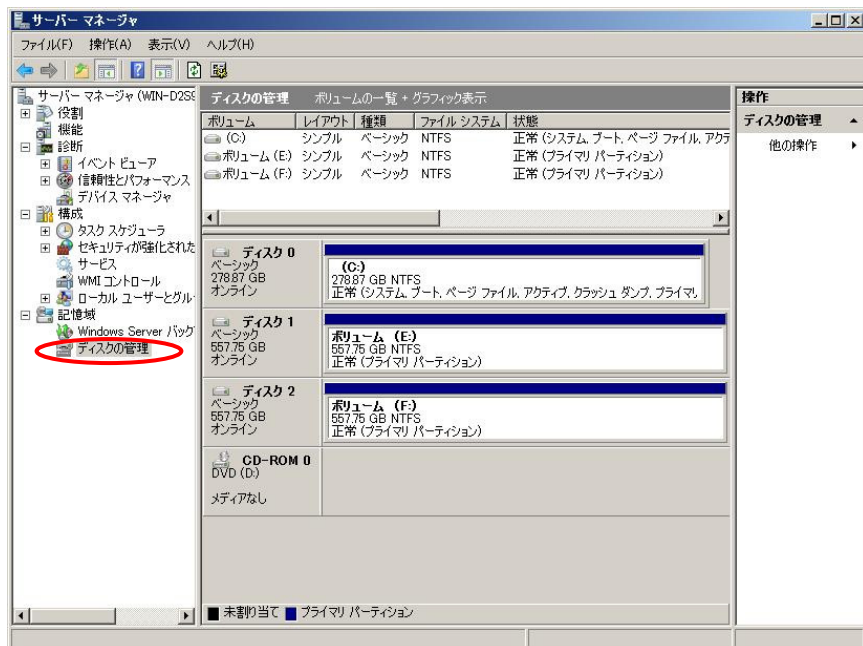 サーバー マネージャ
ファイル(F) 操作(A) 表示(V) ヘルプ(H)
サーバー マネージャ (WIN-D2S
役割
機能
診断
イベント ビューア
信頼性とパフォーマンス
デバイス マネージャ
構成
タスク スケジューラ
セキュリティが強化された
サービス
WMI コントロール
ローカル ユーザーとグル
記憶域
Windows Server バッグ
ディスクの管理
ディスクの管理 ボリュームの一覧 + グラフィック表示
ボリューム レイアウト 種類 ファイル システム 状態
(C:) シンプル ベーシック NTFS 正常 (システム, ブート, ページ ファイル, アクテ
ボリューム (E:) シンプル ベーシック NTFS 正常 (プライマリ パーティション)
ボリューム (F:) シンプル ベーシック NTFS 正常 (プライマリ パーティション)
ディスク 0
ベーシック
278.87 GB
オンライン
(C:)
278.87 GB NTFS
正常 (システム, ブート, ページ ファイル, アクティブ, クラッシュ ダンプ, プライマリ
ディスク 1
ベーシック
557.75 GB
オンライン
ボリューム (E:)
557.75 GB NTFS
正常 (プライマリ パーティション)
ディスク 2
ベーシック
557.75 GB
オンライン
ボリューム (F:)
557.75 GB NTFS
正常 (プライマリ パーティション)
CD-ROM 0
DVD (D:)
メディアなし
未割り当て プライマリ パーティション
操作
ディスクの管理
他の操作